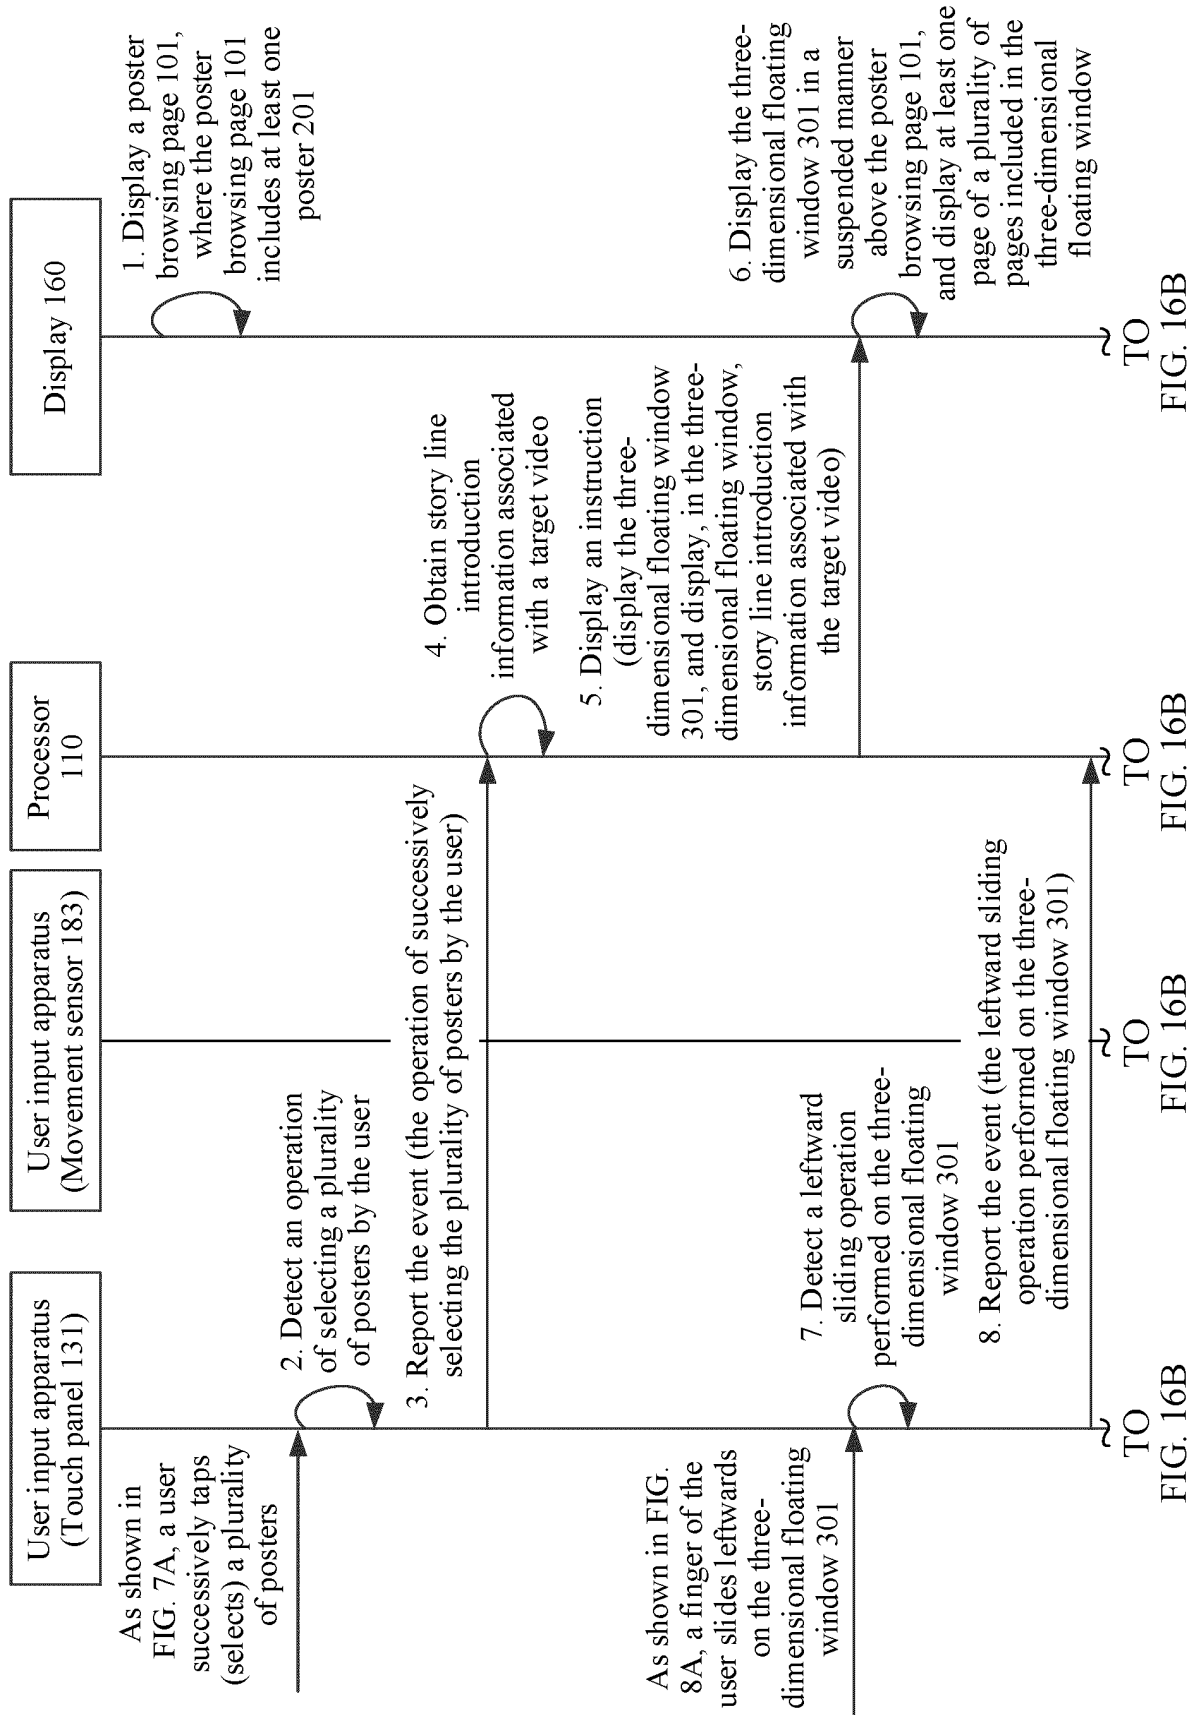 User input apparatus
(Touch panel 131)
User input apparatus
(Movement sensor 183)
Processor
110
Display 160
1. Display a poster
browsing page 101,
where the poster
browsing page 101
includes at least one
poster 201
As shown in
FIG. 7A, a user
successively taps
(selects) a plurality
of posters
2. Detect an operation
of selecting a plurality
of posters by the user
3. Report the event (the operation of successively
selecting the plurality of posters by the user)
4. Obtain story line
introduction
information associated
with a target video
5. Display an instruction
(display the three-
dimensional floating window
301, and display, in the three-
dimensional floating window,
story line introduction
information associated with
the target video)
6. Display the three-
dimensional floating
window 301 in a
suspended manner
above the poster
browsing page 101,
and display at least one
page of a plurality of
pages included in the
three-dimensional
floating window
As shown in FIG.
8A, a finger of the
user slides leftwards
on the three-
dimensional floating
window 301
7. Detect a leftward
sliding operation
performed on the three-
dimensional floating
window 301
8. Report the event (the leftward sliding
operation performed on the three-
dimensional floating window 301)
TO
FIG. 16B
TO
FIG. 16B
TO
FIG. 16B
TO
FIG. 16B